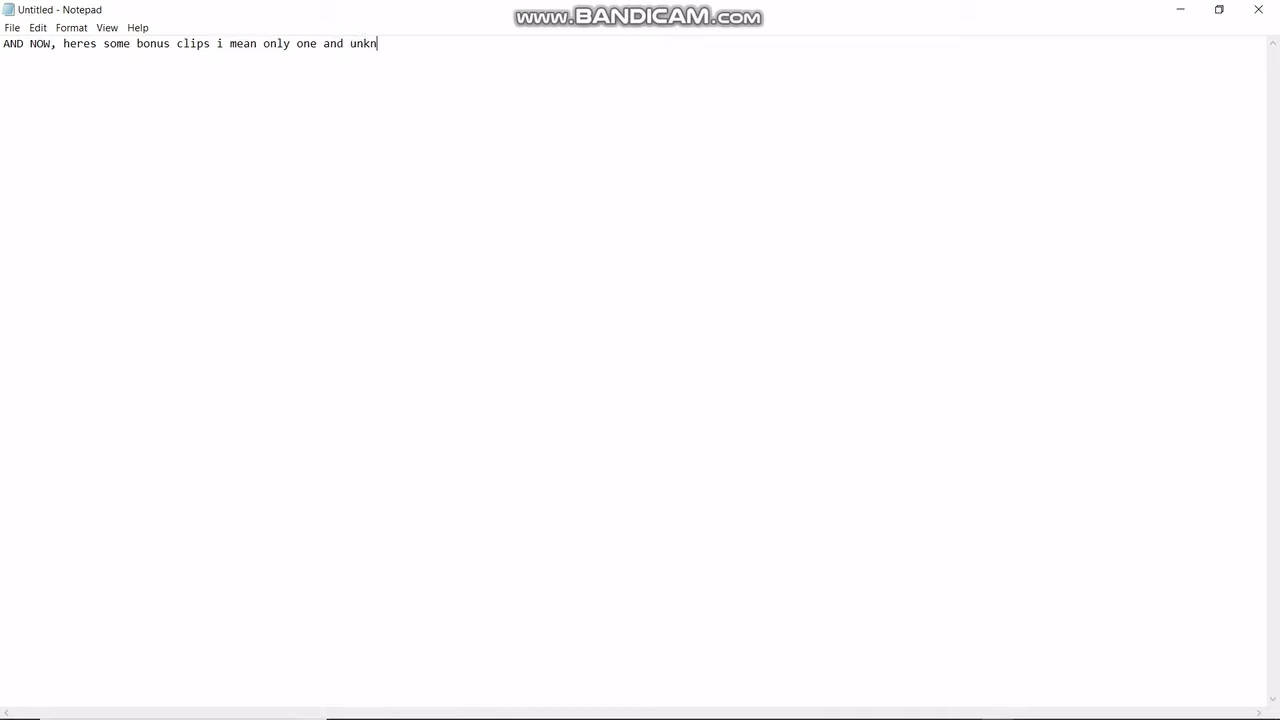 Untitled - Notepad
www.BANDICAM.com
File Edit Format View Help
AND NOW, heres some bonus clips i mean only one and unkn